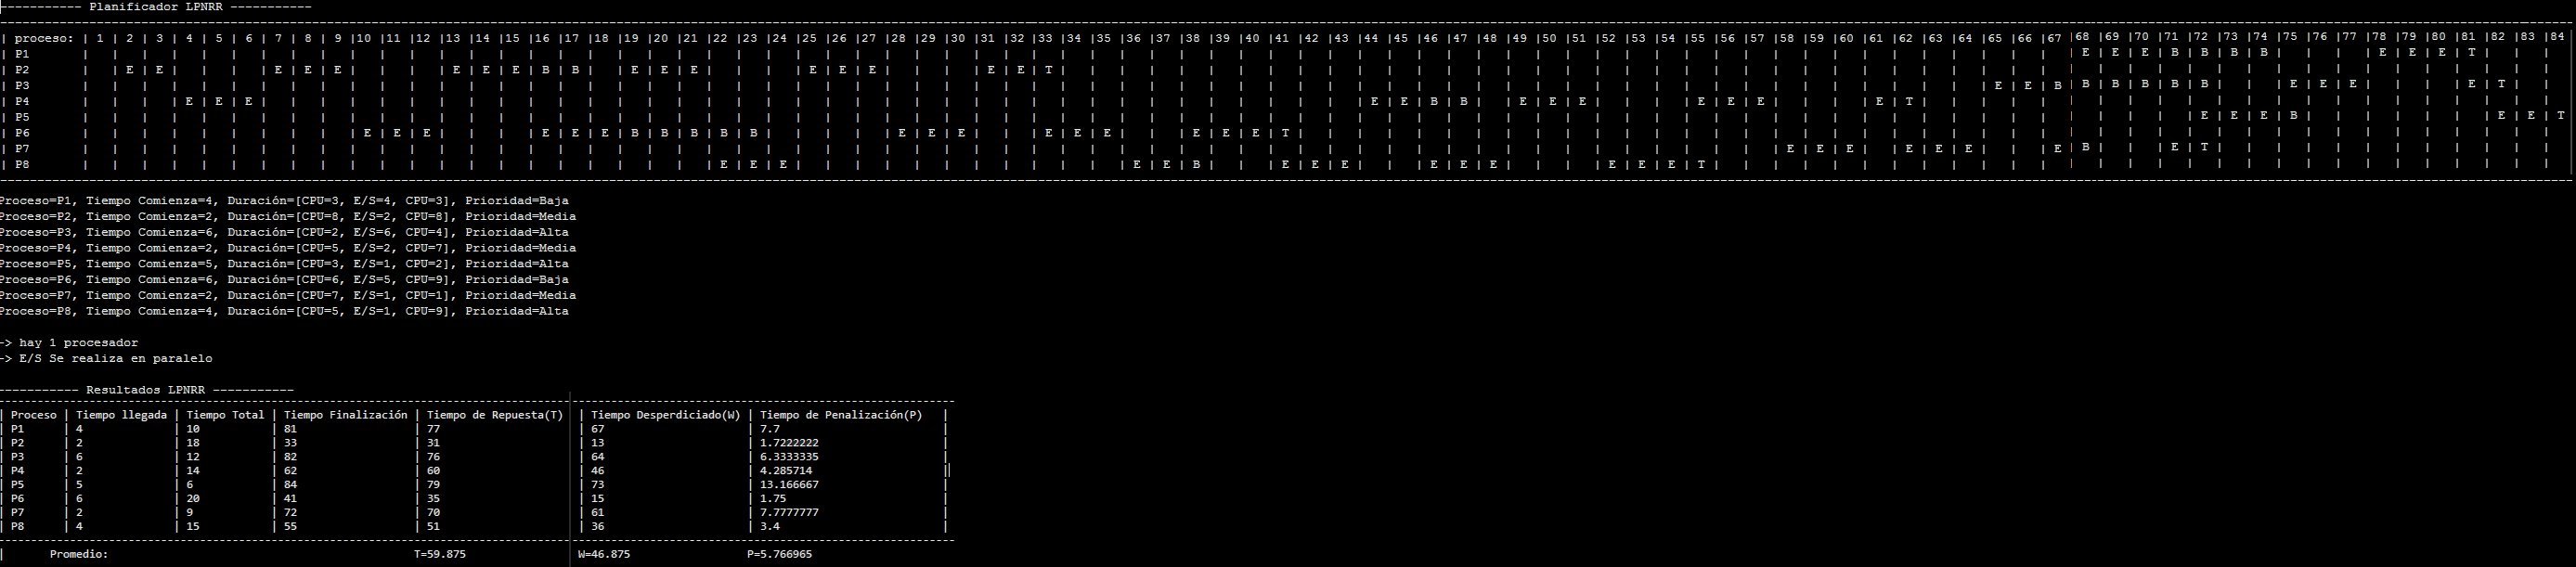 ----------- Planificador LPNRR -----------
| proceso: | 1 | 2 | 3 | 4 | 5 | 6 | 7 | 8 | 9 |10 |11 |12 |13 |14 |15 |16 |17 |18 |19 |20 |21 |22 |23 |24 |25 |26 |27 |28 |29 |30 |31 |32 |33 |34 |35 |36 |37 |38 |39 |40 |41 |42 |43 |44 |45 |46 |47 |48 |49 |50 |51 |52 |53 |54 |55 |56 |57 |58 |59 |60 |61 |62 |63 |64 |65 |66 |67 |68 |69 |70 |71 |72 |73 |74 |75 |76 |77 |78 |79 |80 |81 |82 |83 |84
| P1 | E | E | E | B | B | B | B | E | E | E | T |
| P2 | E | E | E | E | E | E | E | E | B | B | E | E | E | E | E | E | E | E | T |
| P3 | E | E | B | B | B | B | B | B | E | E | E | E | T |
| P4 | E | E | E | E | E | B | B | E | E | E | E | E | E | E | T |
| P5 | E | E | E | B | E | E | T
| P6 | E | E | E | E | E | E | B | B | B | B | B | E | E | E | E | E | E | E | E | E | T |
| P7 | E | E | E | E | E | E | E | B | E | T |
| P8 | E | E | E | E | E | B | E | E | E | E | E | E | E | E | E | T |
Proceso=P1, Tiempo Comienza=4, Duración=[CPU=3, E/S=4, CPU=3], Prioridad=Baja
Proceso=P2, Tiempo Comienza=2, Duración=[CPU=8, E/S=2, CPU=8], Prioridad=Media
Proceso=P3, Tiempo Comienza=6, Duración=[CPU=2, E/S=6, CPU=4], Prioridad=Alta
Proceso=P4, Tiempo Comienza=2, Duración=[CPU=5, E/S=2, CPU=7], Prioridad=Media
Proceso=P5, Tiempo Comienza=5, Duración=[CPU=3, E/S=1, CPU=2], Prioridad=Alta
Proceso=P6, Tiempo Comienza=6, Duración=[CPU=6, E/S=5, CPU=9], Prioridad=Baja
Proceso=P7, Tiempo Comienza=2, Duración=[CPU=7, E/S=1, CPU=1], Prioridad=Media
Proceso=P8, Tiempo Comienza=4, Duración=[CPU=5, E/S=1, CPU=9], Prioridad=Alta
-> hay 1 procesador
-> E/S Se realiza en paralelo
----------- Resultados LPNRR -----------
| Proceso | Tiempo llegada | Tiempo Total | Tiempo Finalización | Tiempo de Repuesta(T) | Tiempo Desperdiciado(W) | Tiempo de Penalización(P) |
| P1 | 4 | 10 | 81 | 77 | 67 | 7.7 |
| P2 | 2 | 18 | 33 | 31 | 13 | 1.7222222 |
| P3 | 6 | 12 | 82 | 76 | 64 | 6.3333335 |
| P4 | 2 | 14 | 62 | 60 | 46 | 4.285714 |
| P5 | 5 | 6 | 84 | 79 | 73 | 13.166667 |
| P6 | 6 | 20 | 41 | 35 | 15 | 1.75 |
| P7 | 2 | 9 | 72 | 70 | 61 | 7.7777777 |
| P8 | 4 | 15 | 55 | 51 | 36 | 3.4 |
| Promedio: T=59.875 W=46.875 P=5.766965